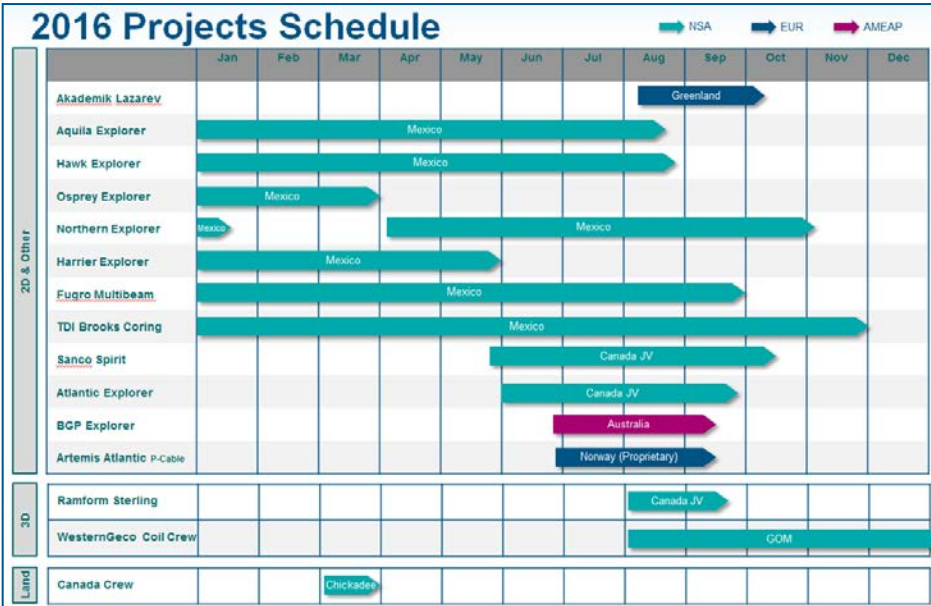 2016 Projects Schedule
NSA EUR AMEAP
Jan Feb Mar Apr May Jun Jul Aug Sep Oct Nov Dec
2D & Other
Akademik Lazarev Greenland
Aquila Explorer Mexico
Hawk Explorer Mexico
Osprey Explorer Mexico
Northern Explorer Mexico Mexico
Harrier Explorer Mexico
Fugro Multibeam Mexico
TDI Brooks Coring Mexico
Sanco Spirit Canada JV
Atlantic Explorer Canada JV
BGP Explorer Australia
Artemis Atlantic P-Cable Norway (Proprietary)
3D
Ramform Sterling Canada JV
WesternGeco Coil Crew GOM
Land
Canada Crew Chickadee